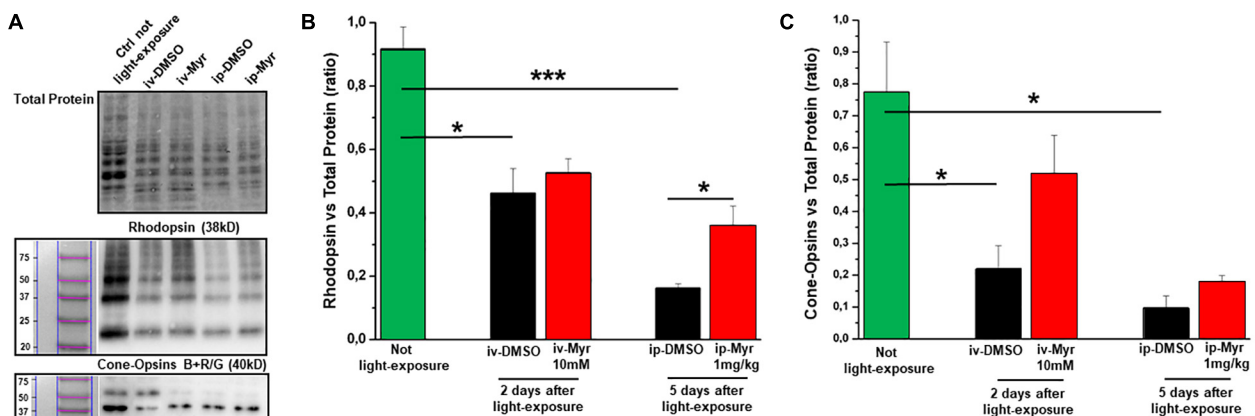 A
Ctrl not
light-exposure
iv-DMSO
iv-Myr
ip-DMSO
ip-Myr
Total Protein
Rhodopsin (38kD)
75
50
37
25
20
Cone-Opsins B+R/G (40kD)
75
50
37
B
Rhodopsin vs Total Protein (ratio)
1,0
0,8
0,6
0,4
0,2
0,0
***
*
*
Not
light-exposure
iv-DMSO
iv-Myr
10mM
ip-DMSO
ip-Myr
1mg/kg
2 days after
light-exposure
5 days after
light-exposure
C
Cone-Opsins vs Total Protein (ratio)
1,0
0,9
0,8
0,7
0,6
0,5
0,4
0,3
0,2
0,1
0,0
*
*
Not
light-exposure
iv-DMSO
iv-Myr
10mM
ip-DMSO
ip-Myr
1mg/kg
2 days after
light-exposure
5 days after
light-exposure